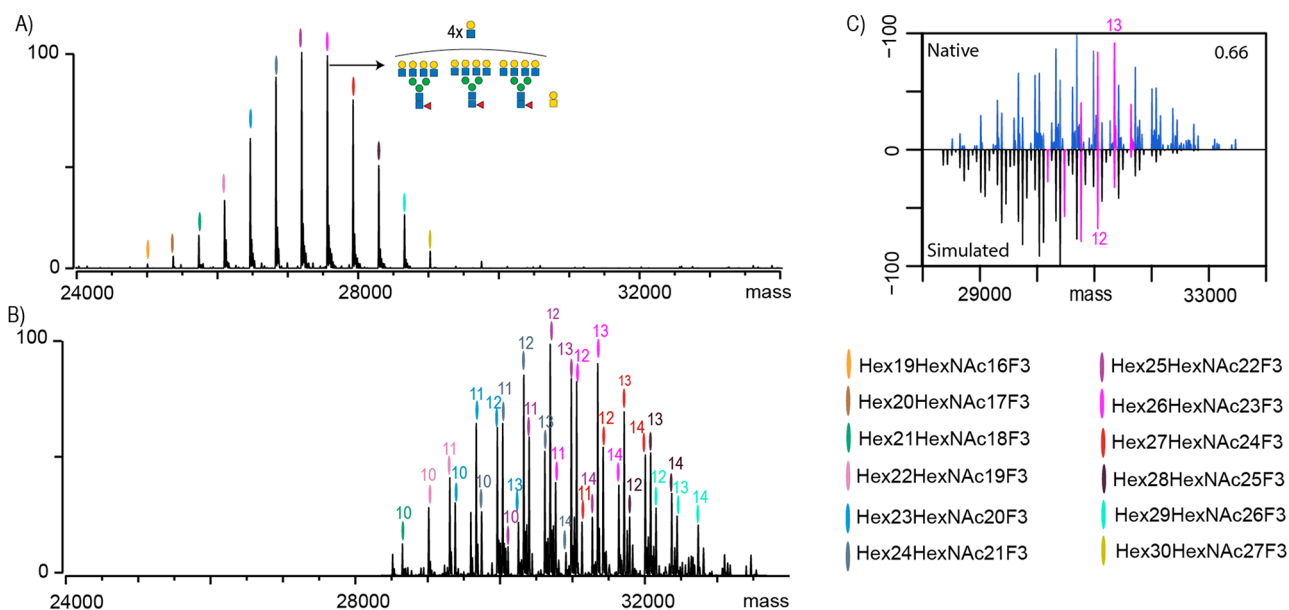 A)
100
0
4x
24000
28000
32000
mass
B)
100
0
10
10
11
10
11
12
10
11
13
10
12
11
13
12
11
14
13
12
11
14
13
12
14
13
12
14
13
12
14
13
12
14
24000
28000
32000
mass
C)
-100
Native
13
0.66
0
Simulated
12
-100
29000
mass
33000
Hex19HexNAc16F3
Hex20HexNAc17F3
Hex21HexNAc18F3
Hex22HexNAc19F3
Hex23HexNAc20F3
Hex24HexNAc21F3
Hex25HexNAc22F3
Hex26HexNAc23F3
Hex27HexNAc24F3
Hex28HexNAc25F3
Hex29HexNAc26F3
Hex30HexNAc27F3